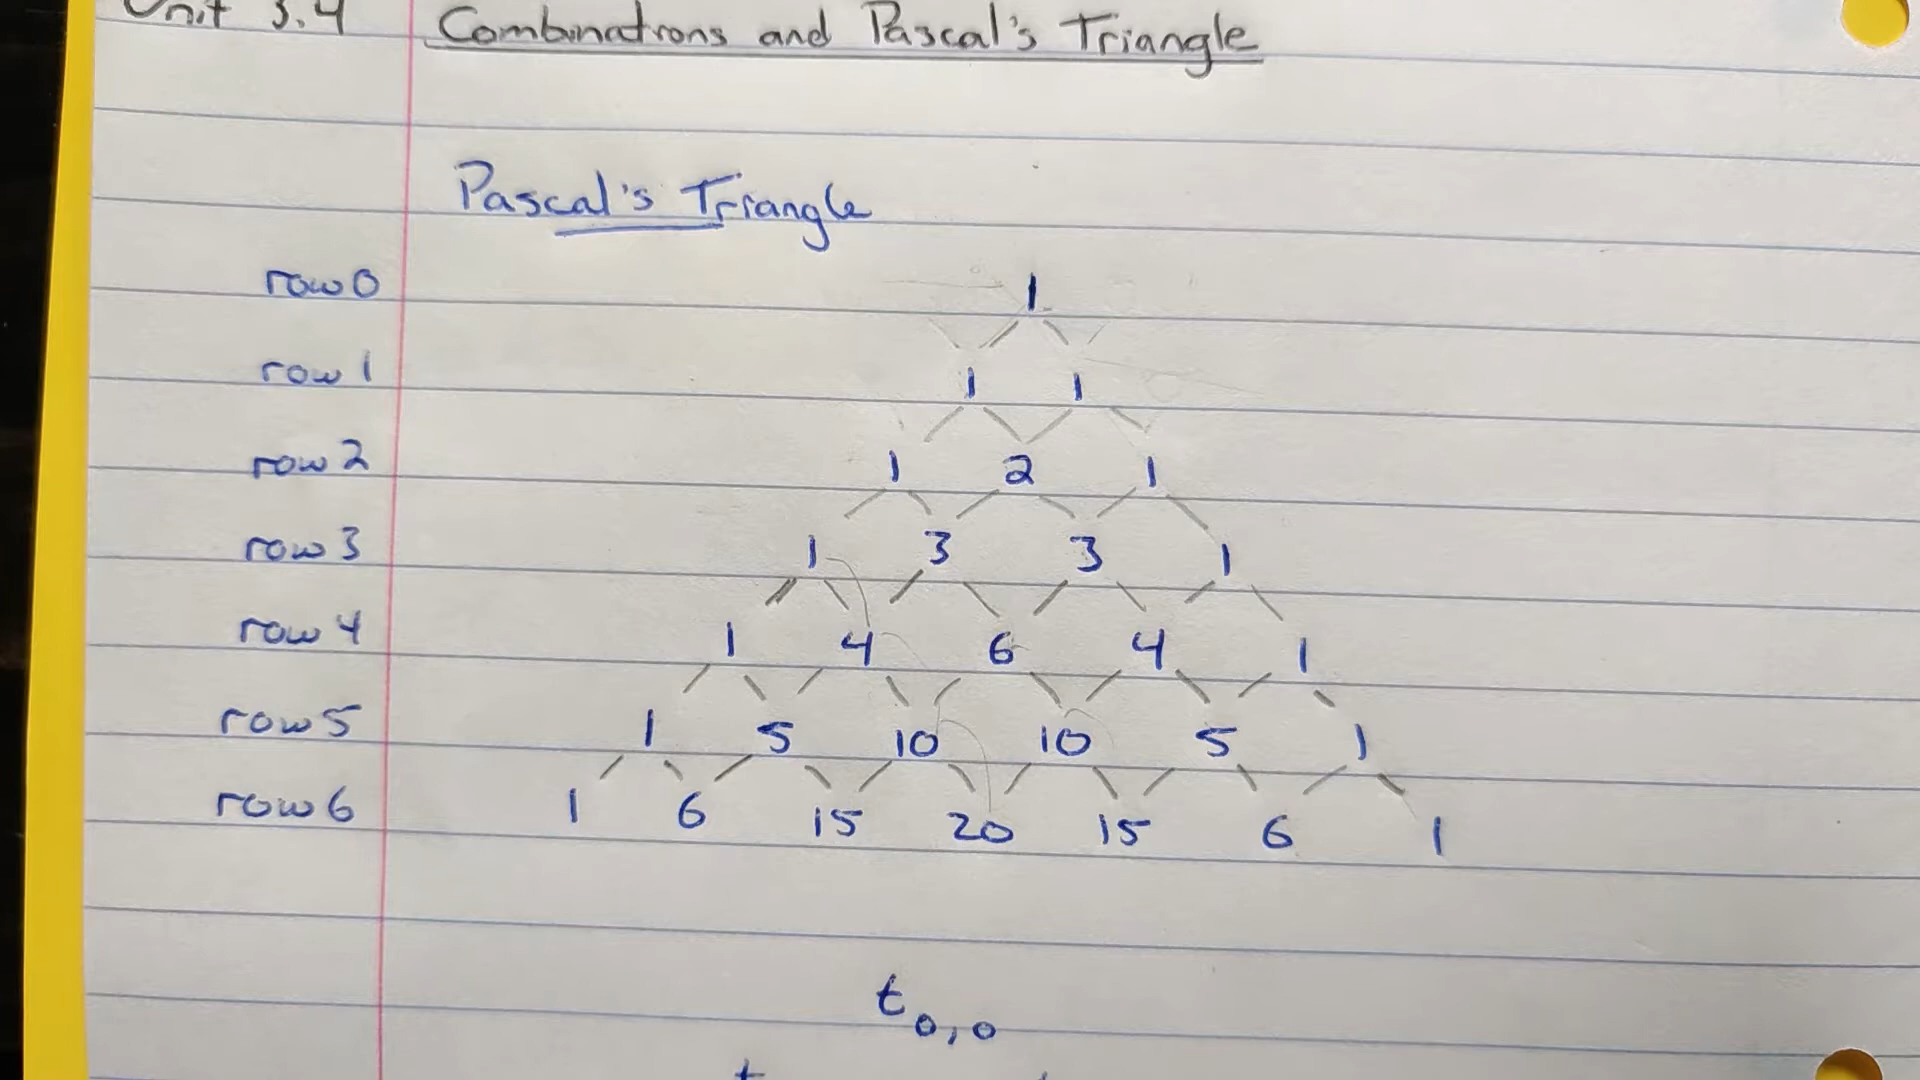 Unit 3.4 Combinations and Pascal's Triangle
Pascal's Triangle
row 0 1
row 1 1 1
row 2 1 2 1
row 3 1 3 3 1
row 4 1 4 6 4 1
row 5 1 5 10 10 5 1
row 6 1 6 15 20 15 6 1
t0,0